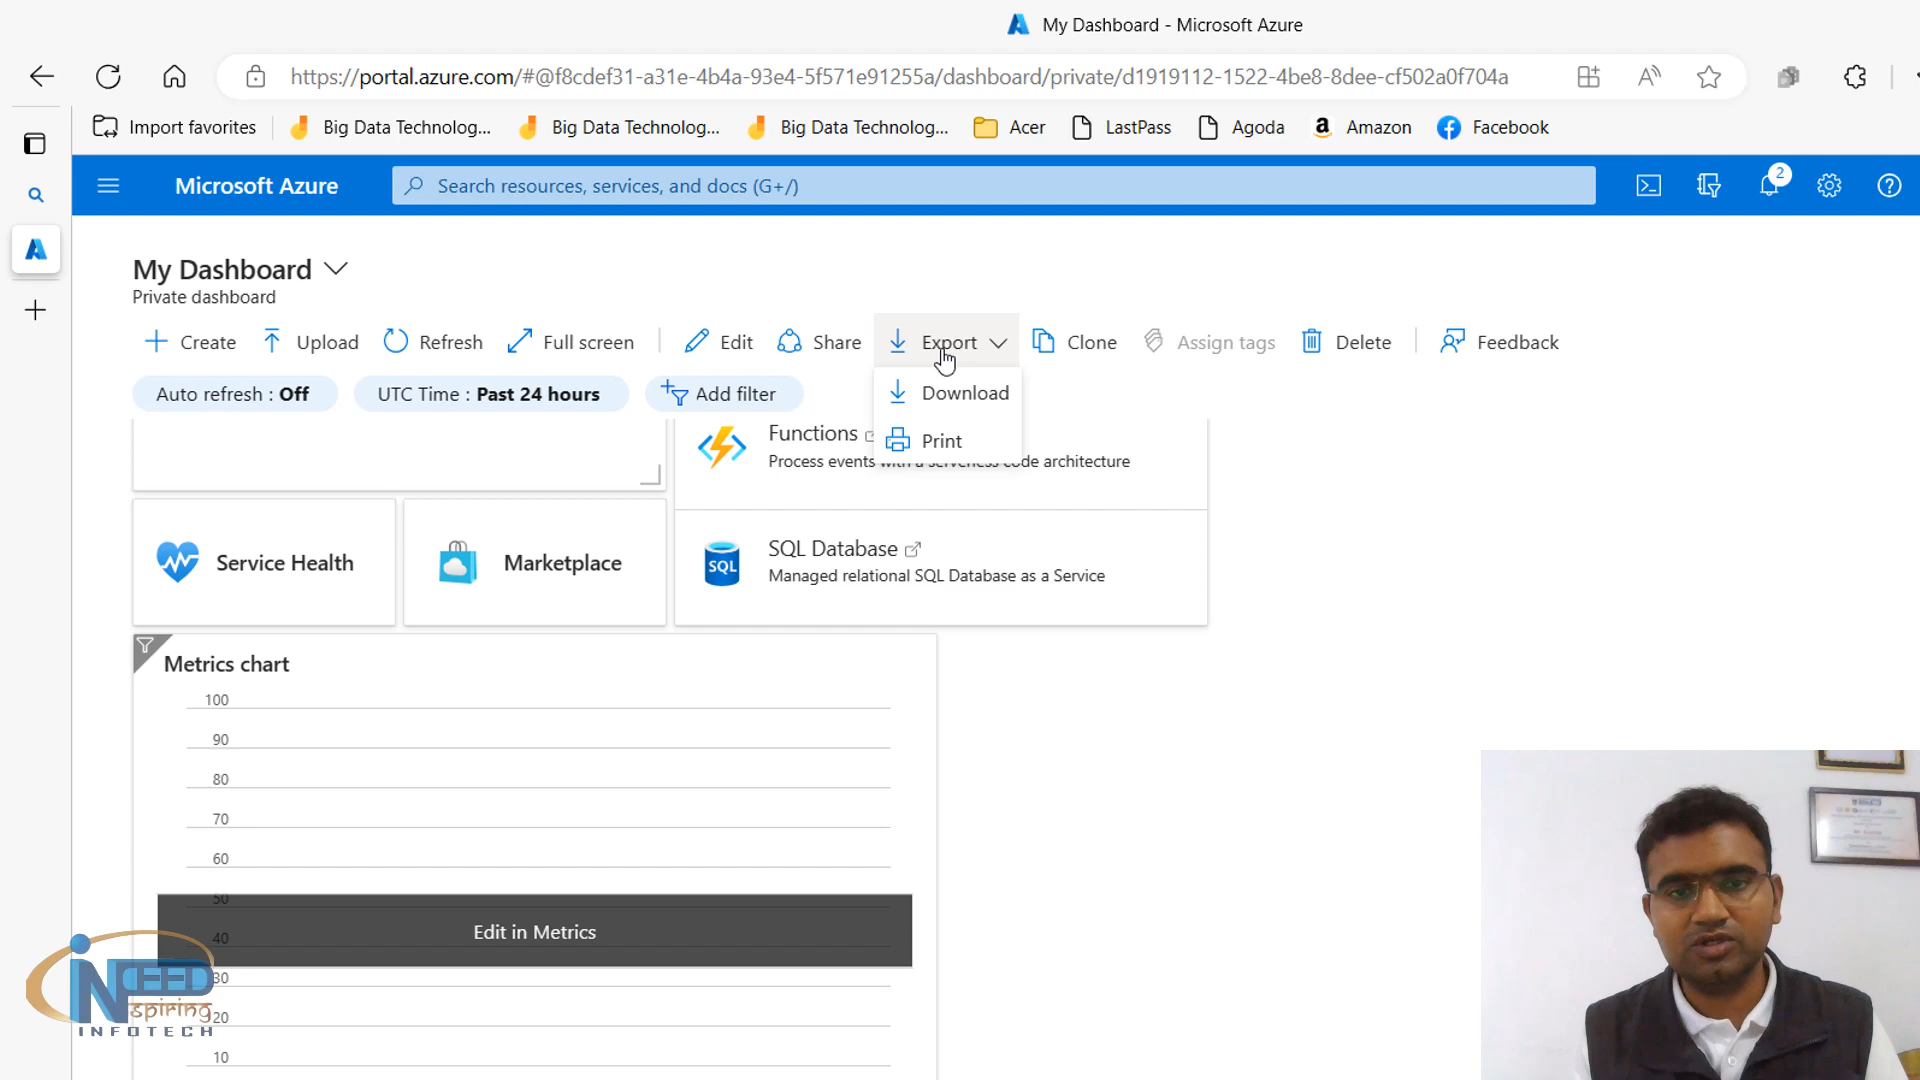 My Dashboard - Microsoft Azure
https://portal.azure.com/#@f8cdef31-a31e-4b4a-93e4-5f571e91255a/dashboard/private/d1919112-1522-4be8-8dee-cf502a0f704a
Import favorites
Big Data Technolog...
Big Data Technolog...
Big Data Technolog...
Acer
LastPass
Agoda
Amazon
Facebook
Microsoft Azure
Search resources, services, and docs (G+/)
2
My Dashboard
Private dashboard
Create
Upload
Refresh
Full screen
Edit
Share
Export
Clone
Assign tags
Delete
Feedback
Auto refresh : Off
UTC Time : Past 24 hours
Add filter
Download
Print
Functions
Process events with a serverless code architecture
Service Health
Marketplace
SQL
SQL Database
Managed relational SQL Database as a Service
Metrics chart
100
90
80
70
60
50
Edit in Metrics
40
30
20
10
iNEED
nspiring
INFOTECH